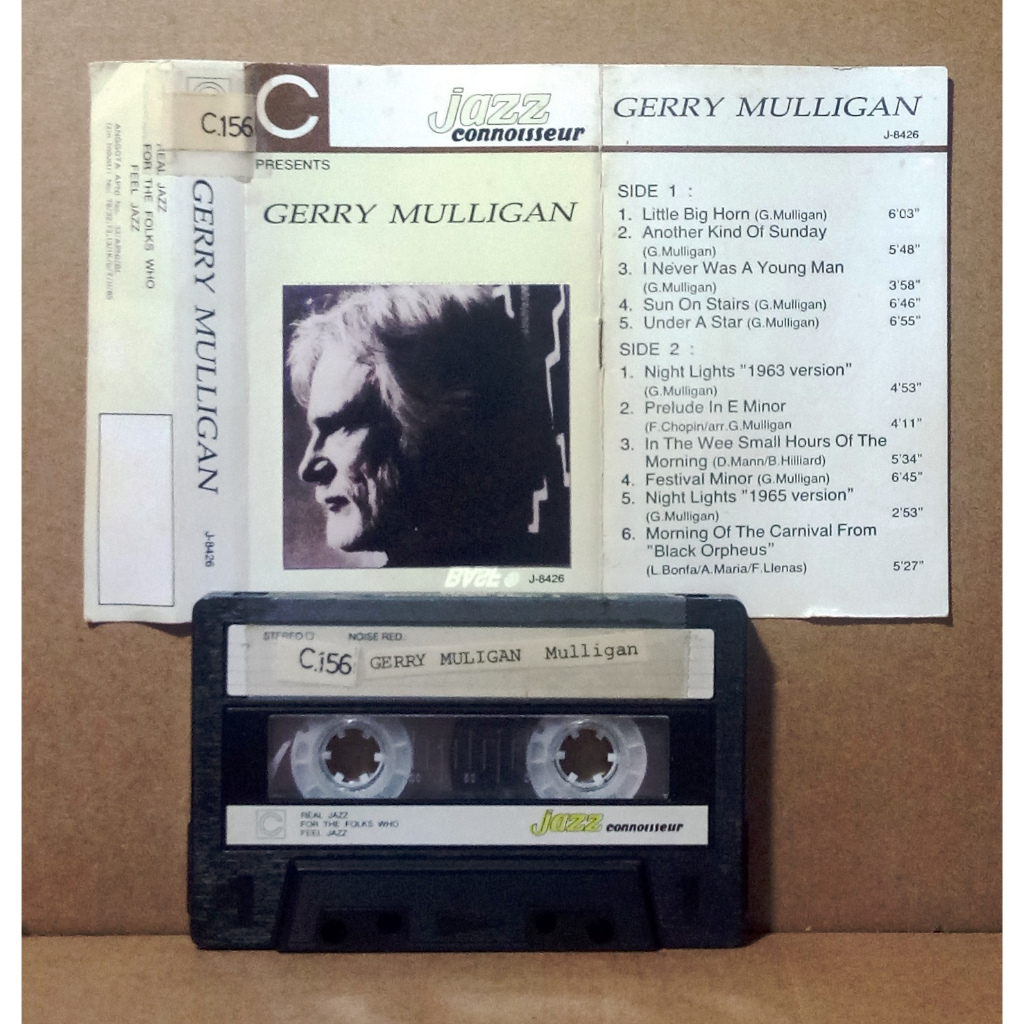 C.156
GERRY MULLIGAN
J-8426
REAL JAZZ
FOR THE FOLKS WHO
FEEL JAZZ
C
jazz
connoisseur
PRESENTS
GERRY MULLIGAN
J-8426
GERRY MULLIGAN
J-8426
SIDE 1 :
1. Little Big Horn (G.Mulligan) 6'03"
2. Another Kind Of Sunday
(G.Mulligan) 5'48"
3. I Never Was A Young Man
(G.Mulligan) 3'58"
4. Sun On Stairs (G.Mulligan) 6'46"
5. Under A Star (G.Mulligan) 6'55"
SIDE 2 :
1. Night Lights "1963 version"
(G.Mulligan) 4'53"
2. Prelude In E Minor
(F.Chopin/arr.G.Mulligan 4'11"
3. In The Wee Small Hours Of The
Morning (D.Mann/B.Hilliard) 5'34"
4. Festival Minor (G.Mulligan) 6'45"
5. Night Lights "1965 version"
(G.Mulligan) 2'53"
6. Morning Of The Carnival From
"Black Orpheus"
(L.Bonfa/A.Maria/F.Llenas) 5'27"
STEREO NOISE RED.
C.156 GERRY MULIGAN Mulligan
50
C
REAL JAZZ
FOR THE FOLKS WHO
FEEL JAZZ
jazz connoisseur